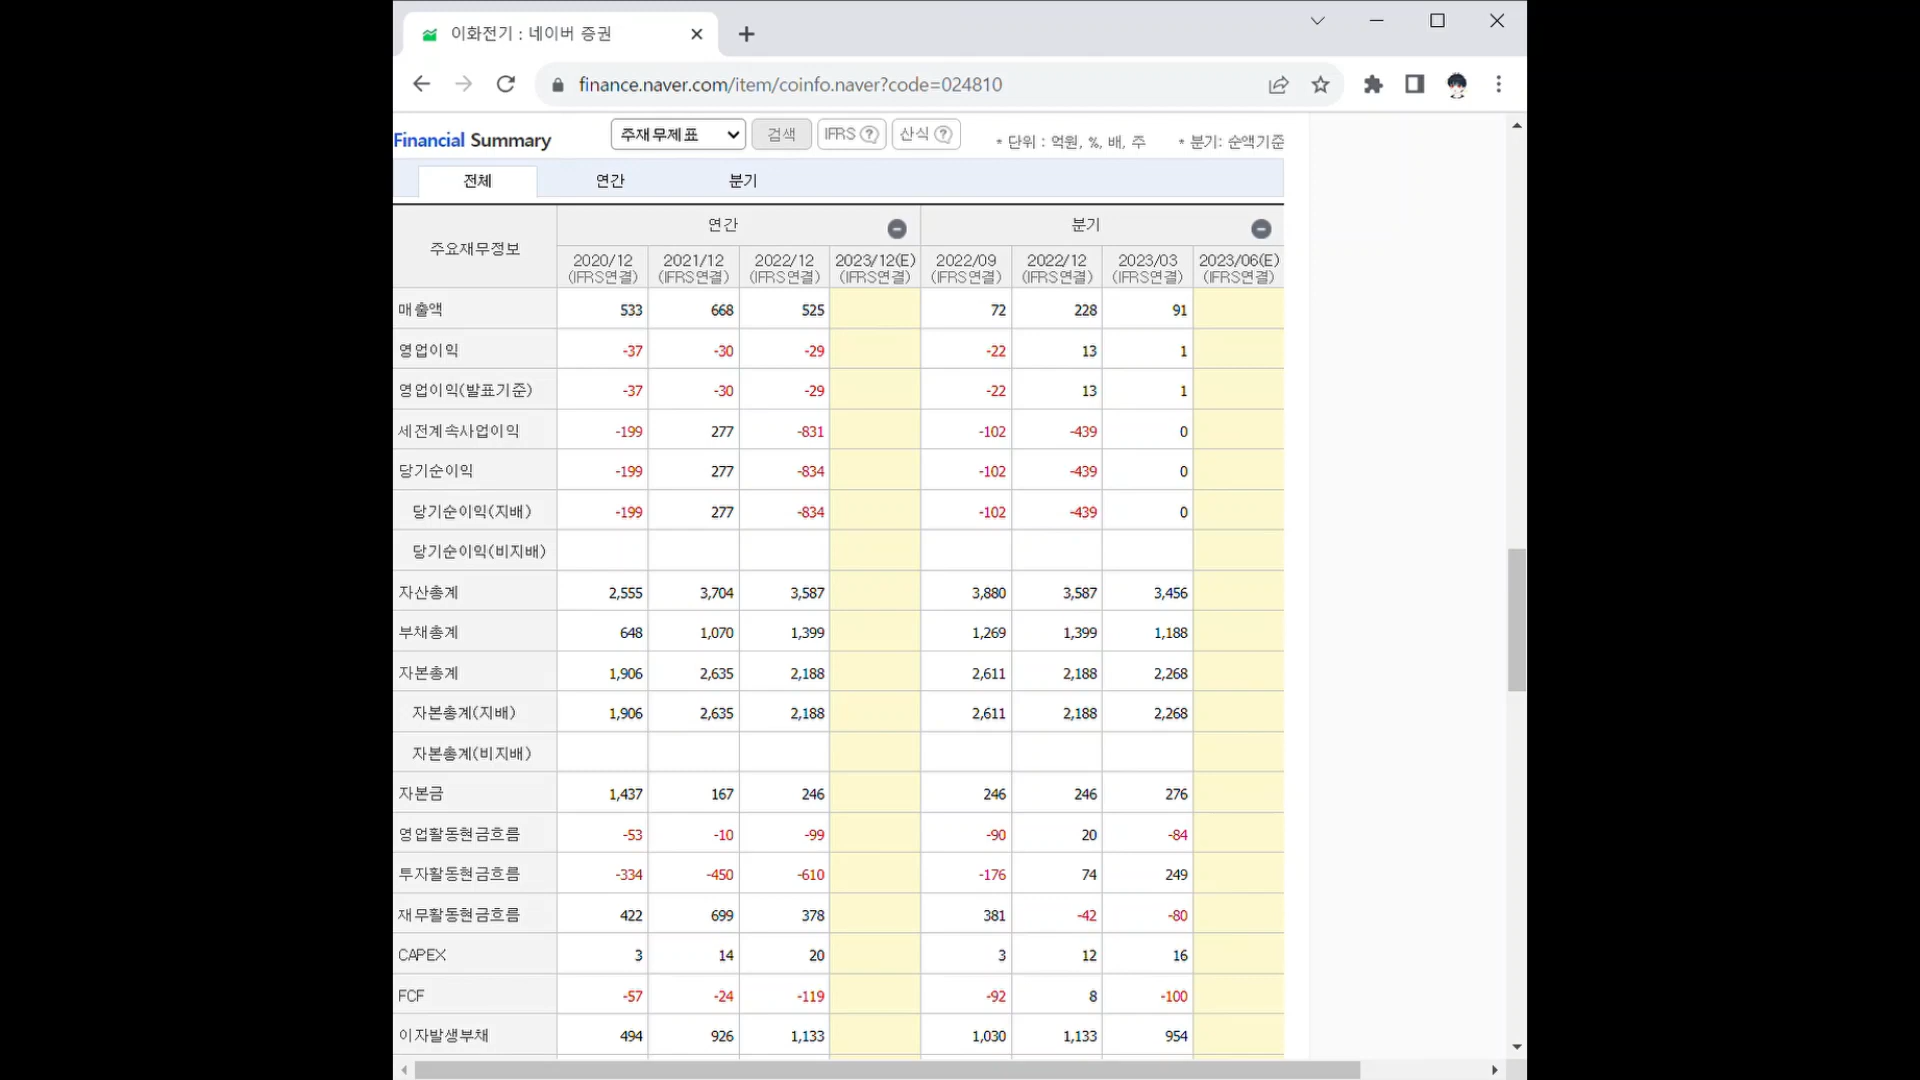 이화전기 : 네이버 증권
finance.naver.com/item/coinfo.naver?code=024810
Financial Summary 주재무제표 검색 IFRS ? 산식 ? * 단위 : 억원, %, 배, 주 * 분기: 순액기준
전체 연간 분기
주요재무정보 연간 분기
2020/12 2021/12 2022/12 2023/12(E) 2022/09 2022/12 2023/03 2023/06(E)
(IFRS연결) (IFRS연결) (IFRS연결) (IFRS연결) (IFRS연결) (IFRS연결) (IFRS연결) (IFRS연결)
매출액 533 668 525 72 228 91
영업이익 -37 -30 -29 -22 13 1
영업이익(발표기준) -37 -30 -29 -22 13 1
세전계속사업이익 -199 277 -831 -102 -439 0
당기순이익 -199 277 -834 -102 -439 0
당기순이익(지배) -199 277 -834 -102 -439 0
당기순이익(비지배)
자산총계 2,555 3,704 3,587 3,880 3,587 3,456
부채총계 648 1,070 1,399 1,269 1,399 1,188
자본총계 1,906 2,635 2,188 2,611 2,188 2,268
자본총계(지배) 1,906 2,635 2,188 2,611 2,188 2,268
자본총계(비지배)
자본금 1,437 167 246 246 246 276
영업활동현금흐름 -53 -10 -99 -90 20 -84
투자활동현금흐름 -334 -450 -610 -176 74 249
재무활동현금흐름 422 699 378 381 -42 -80
CAPEX 3 14 20 3 12 16
FCF -57 -24 -119 -92 8 -100
이자발생부채 494 926 1,133 1,030 1,133 954